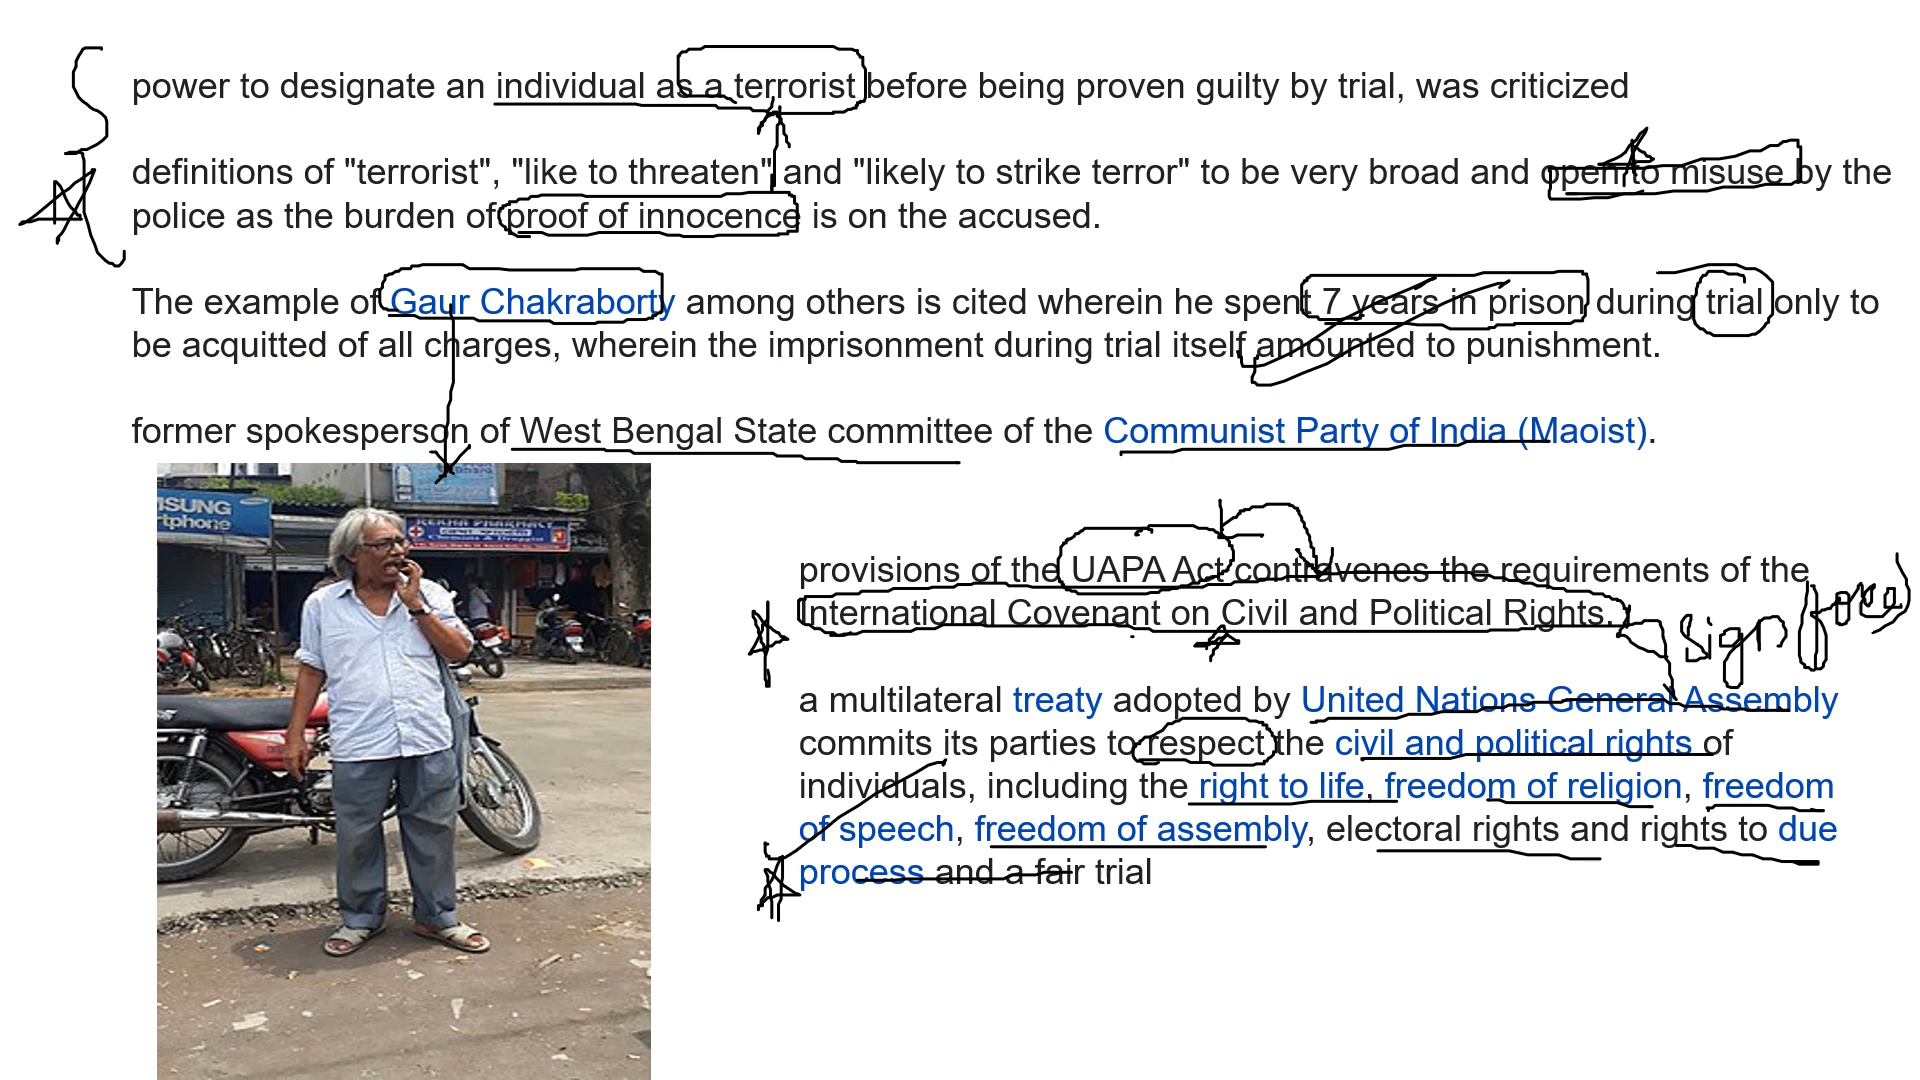 power to designate an individual as a terrorist before being proven guilty by trial, was criticized
definitions of "terrorist", "like to threaten" and "likely to strike terror" to be very broad and open to misuse by the
police as the burden of proof of innocence is on the accused.
The example of Gaur Chakraborty among others is cited wherein he spent 7 years in prison during trial only to
be acquitted of all charges, wherein the imprisonment during trial itself amounted to punishment.
former spokesperson of West Bengal State committee of the Communist Party of India (Maoist).
SUNG
tphone
REKHA PHARMACY
Chemists & Druggist
provisions of the UAPA Act contravenes the requirements of the
International Covenant on Civil and Political Rights.
sign
a multilateral treaty adopted by United Nations General Assembly
commits its parties to respect the civil and political rights of
individuals, including the right to life, freedom of religion, freedom
of speech, freedom of assembly, electoral rights and rights to due
process and a fair trial